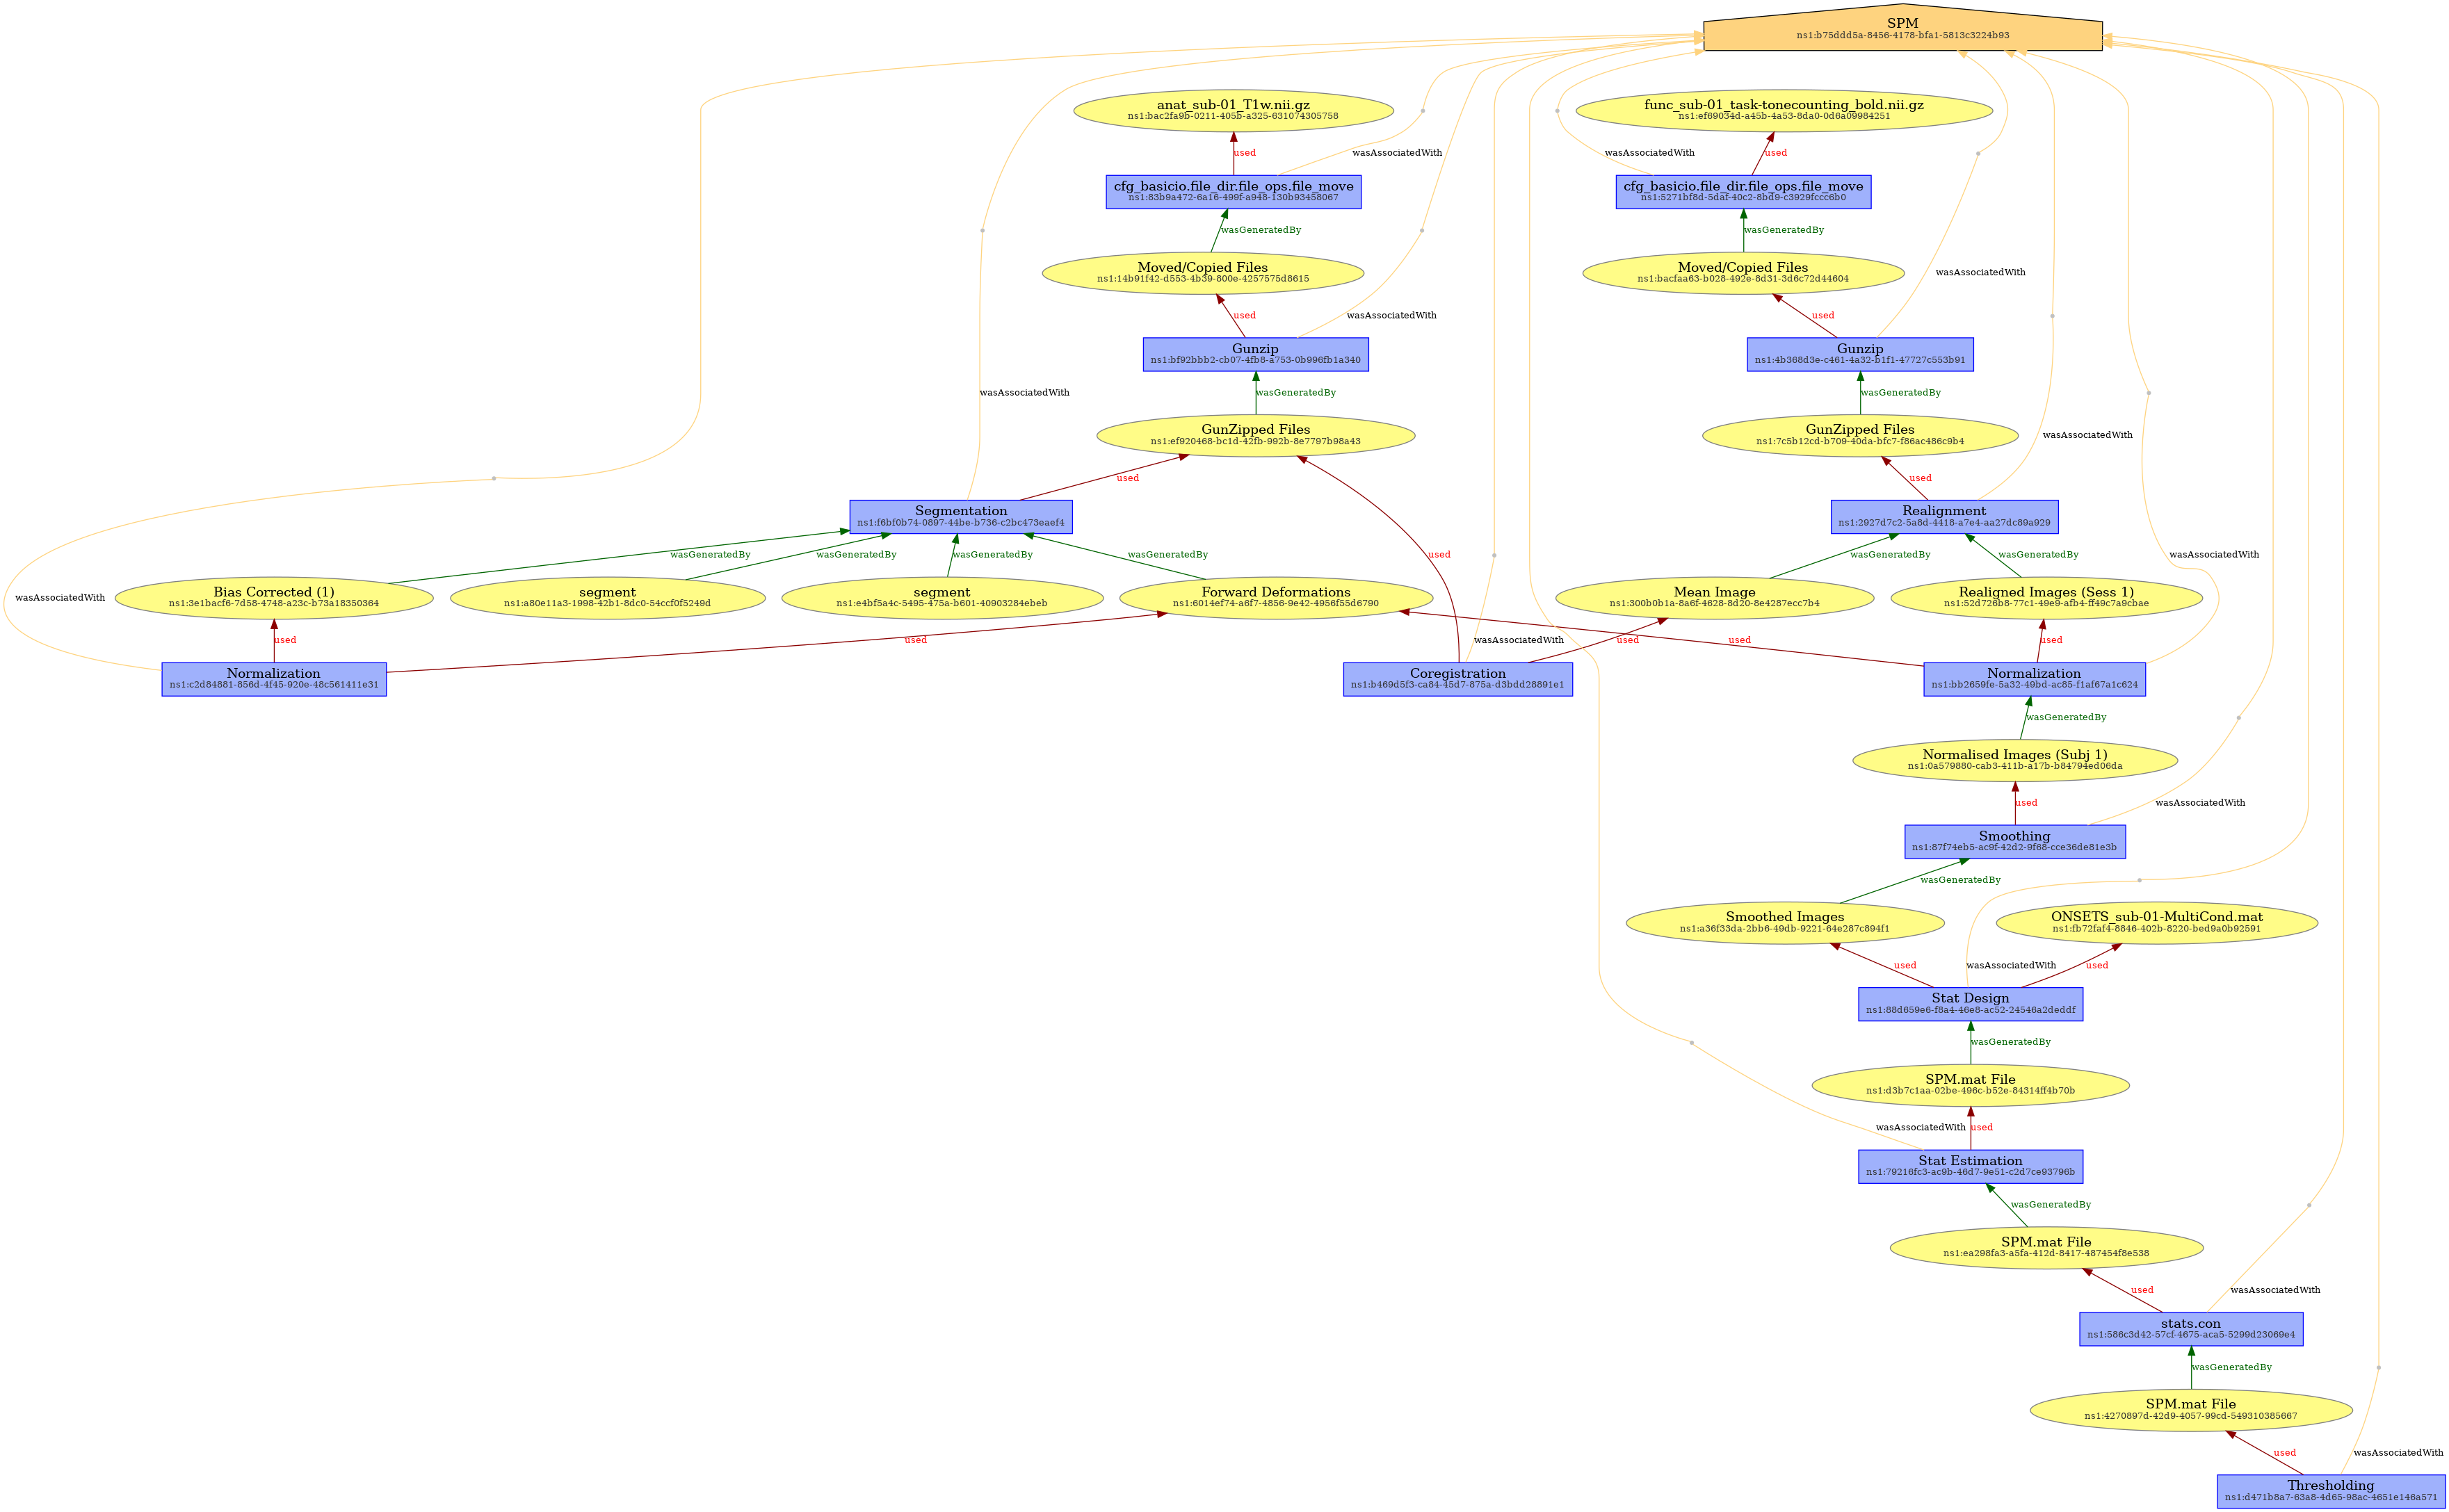 SPM
ns1:b75ddd5a-8456-4178-bfa1-5813c3224b93
anat_sub-01_T1w.nii.gz
ns1:bac2fa9b-0211-405b-a325-631074305758
func_sub-01_task-tonecounting_bold.nii.gz
ns1:ef69034d-a45b-4a53-8da0-0d6a09984251
used
wasAssociatedWith
wasAssociatedWith
used
cfg_basicio.file_dir.file_ops.file_move
ns1:83b9a472-6a16-499f-a948-130b93458067
cfg_basicio.file_dir.file_ops.file_move
ns1:5271bf8d-5daf-40c2-8bd9-c3929fccc6b0
wasGeneratedBy
wasGeneratedBy
Moved/Copied Files
ns1:14b91f42-d553-4b39-800e-4257575d8615
Moved/Copied Files
ns1:bacfaa63-b028-492e-8d31-3d6c72d44604
wasAssociatedWith
used
wasAssociatedWith
used
Gunzip
ns1:bf92bbb2-cb07-4fb8-a753-0b996fb1a340
Gunzip
ns1:4b368d3e-c461-4a32-b1f1-47727c553b91
wasAssociatedWith
wasGeneratedBy
wasGeneratedBy
GunZipped Files
ns1:ef920468-bc1d-42fb-992b-8e7797b98a43
GunZipped Files
ns1:7c5b12cd-b709-40da-bfc7-f86ac486c9b4
wasAssociatedWith
used
used
Segmentation
ns1:f6bf0b74-0897-44be-b736-c2bc473eaef4
Realignment
ns1:2927d7c2-5a8d-4418-a7e4-aa27dc89a929
wasGeneratedBy
wasGeneratedBy
wasGeneratedBy
wasGeneratedBy
used
wasGeneratedBy
wasGeneratedBy
wasAssociatedWith
wasAssociatedWith
Bias Corrected (1)
ns1:3e1bacf6-7d58-4748-a23c-b73a18350364
segment
ns1:a80e11a3-1998-42b1-8dc0-54ccf0f5249d
segment
ns1:e4bf5a4c-5495-475a-b601-40903284ebeb
Forward Deformations
ns1:6014ef74-a6f7-4856-9e42-4956f55d6790
Mean Image
ns1:300b0b1a-8a6f-4628-8d20-8e4287ecc7b4
Realigned Images (Sess 1)
ns1:52d726b8-77c1-49e9-afb4-ff49c7a9cbae
used
used
wasAssociatedWith
used
used
used
Normalization
ns1:c2d84881-856d-4f45-920e-48c561411e31
Coregistration
ns1:b469d5f3-ca84-45d7-875a-d3bdd28891e1
Normalization
ns1:bb2659fe-5a32-49bd-ac85-f1af67a1c624
wasGeneratedBy
Normalised Images (Subj 1)
ns1:0a579880-cab3-411b-a17b-b84794ed06da
used
wasAssociatedWith
Smoothing
ns1:87f74eb5-ac9f-42d2-9f68-cce36de81e3b
wasGeneratedBy
Smoothed Images
ns1:a36f33da-2bb6-49db-9221-64e287c894f1
ONSETS_sub-01-MultiCond.mat
ns1:fb72faf4-8846-402b-8220-bed9a0b92591
used
wasAssociatedWith
used
Stat Design
ns1:88d659e6-f8a4-46e8-ac52-24546a2deddf
wasGeneratedBy
SPM.mat File
ns1:d3b7c1aa-02be-496c-b52e-84314ff4b70b
wasAssociatedWith
used
Stat Estimation
ns1:79216fc3-ac9b-46d7-9e51-c2d7ce93796b
wasGeneratedBy
SPM.mat File
ns1:ea298fa3-a5fa-412d-8417-487454f8e538
used
wasAssociatedWith
stats.con
ns1:586c3d42-57cf-4675-aca5-5299d23069e4
wasGeneratedBy
SPM.mat File
ns1:4270897d-42d9-4057-99cd-549310385667
used
wasAssociatedWith
Thresholding
ns1:d471b8a7-63a8-4d65-98ac-4651e146a571